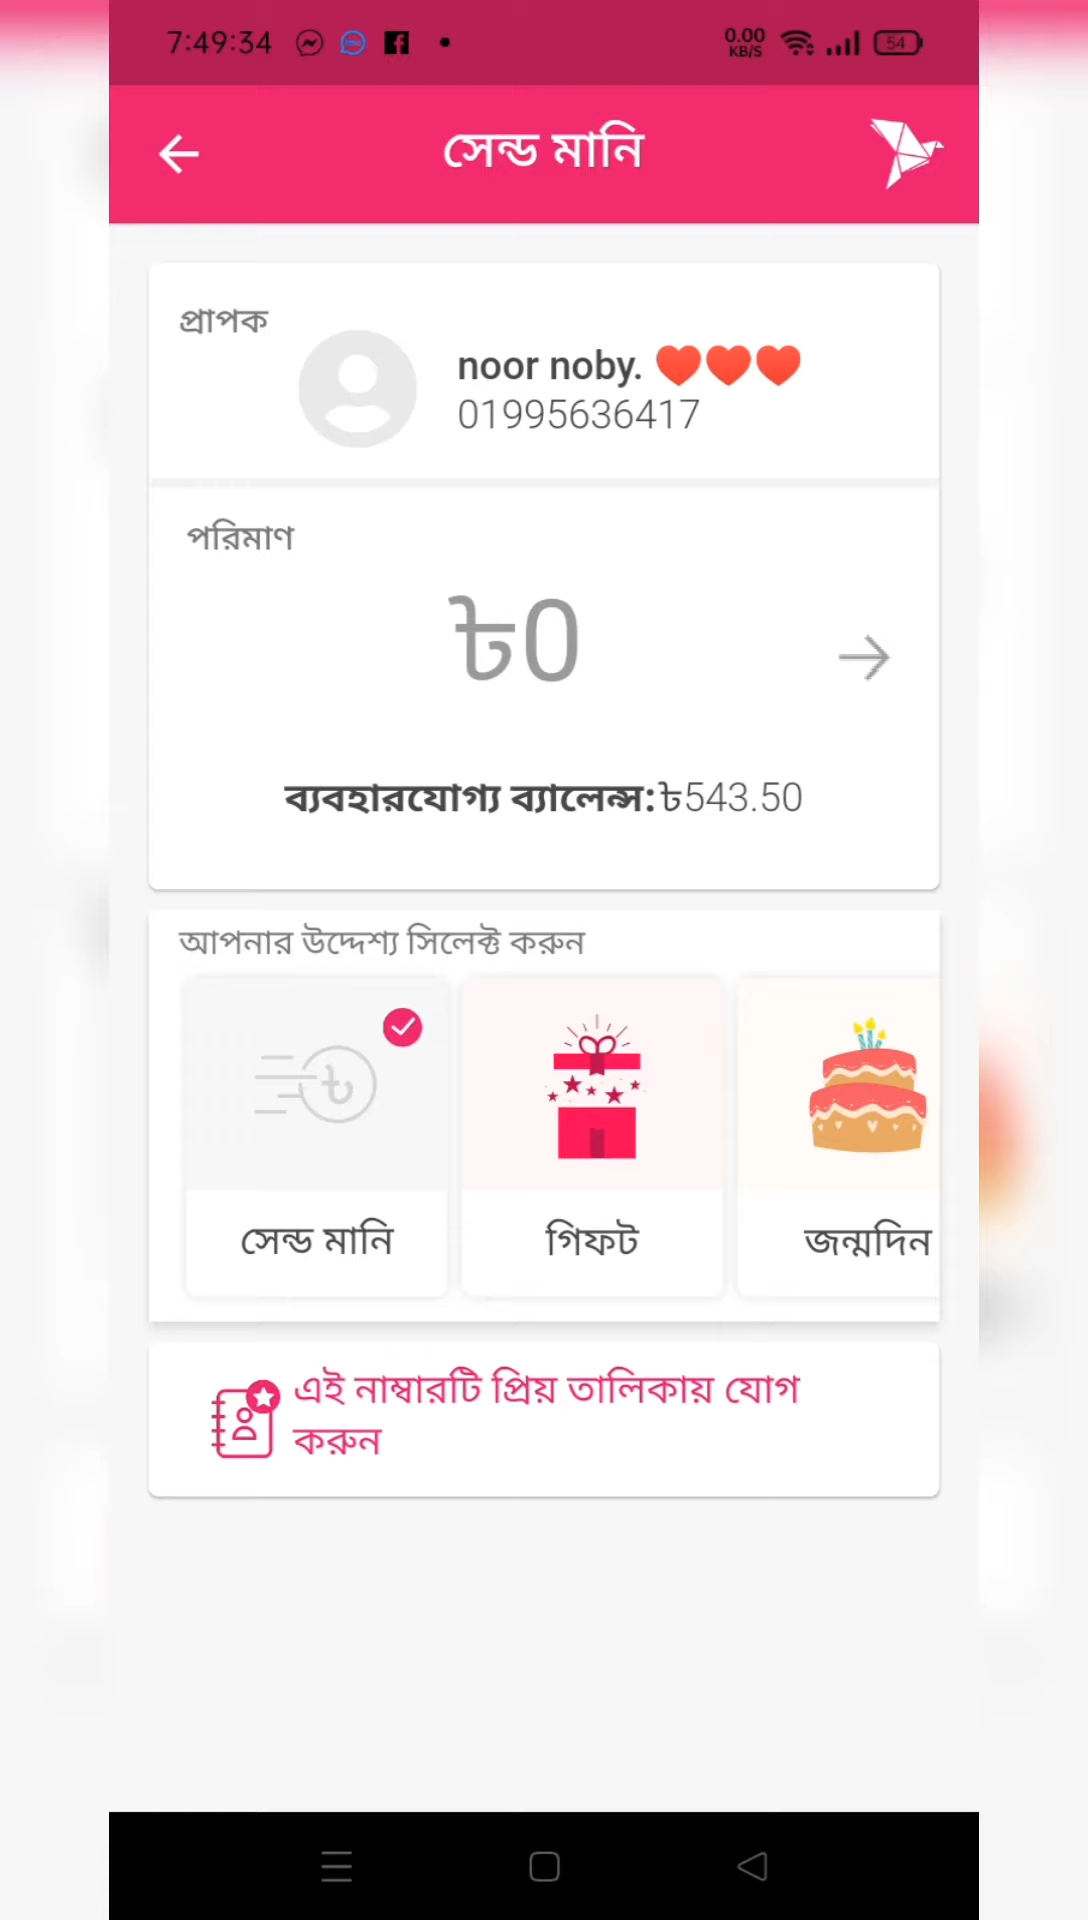 7:49:34
0.00
KB/S
54
সেন্ড মানি
প্রাপক
noor noby. ❤️❤️❤️
01995636417
পরিমাণ
৳0
ব্যবহারযোগ্য ব্যালেন্স:৳543.50
আপনার উদ্দেশ্য সিলেক্ট করুন
সেন্ড মানি
গিফট
জন্মদিন
এই নাম্বারটি প্রিয় তালিকায় যোগ
করুন